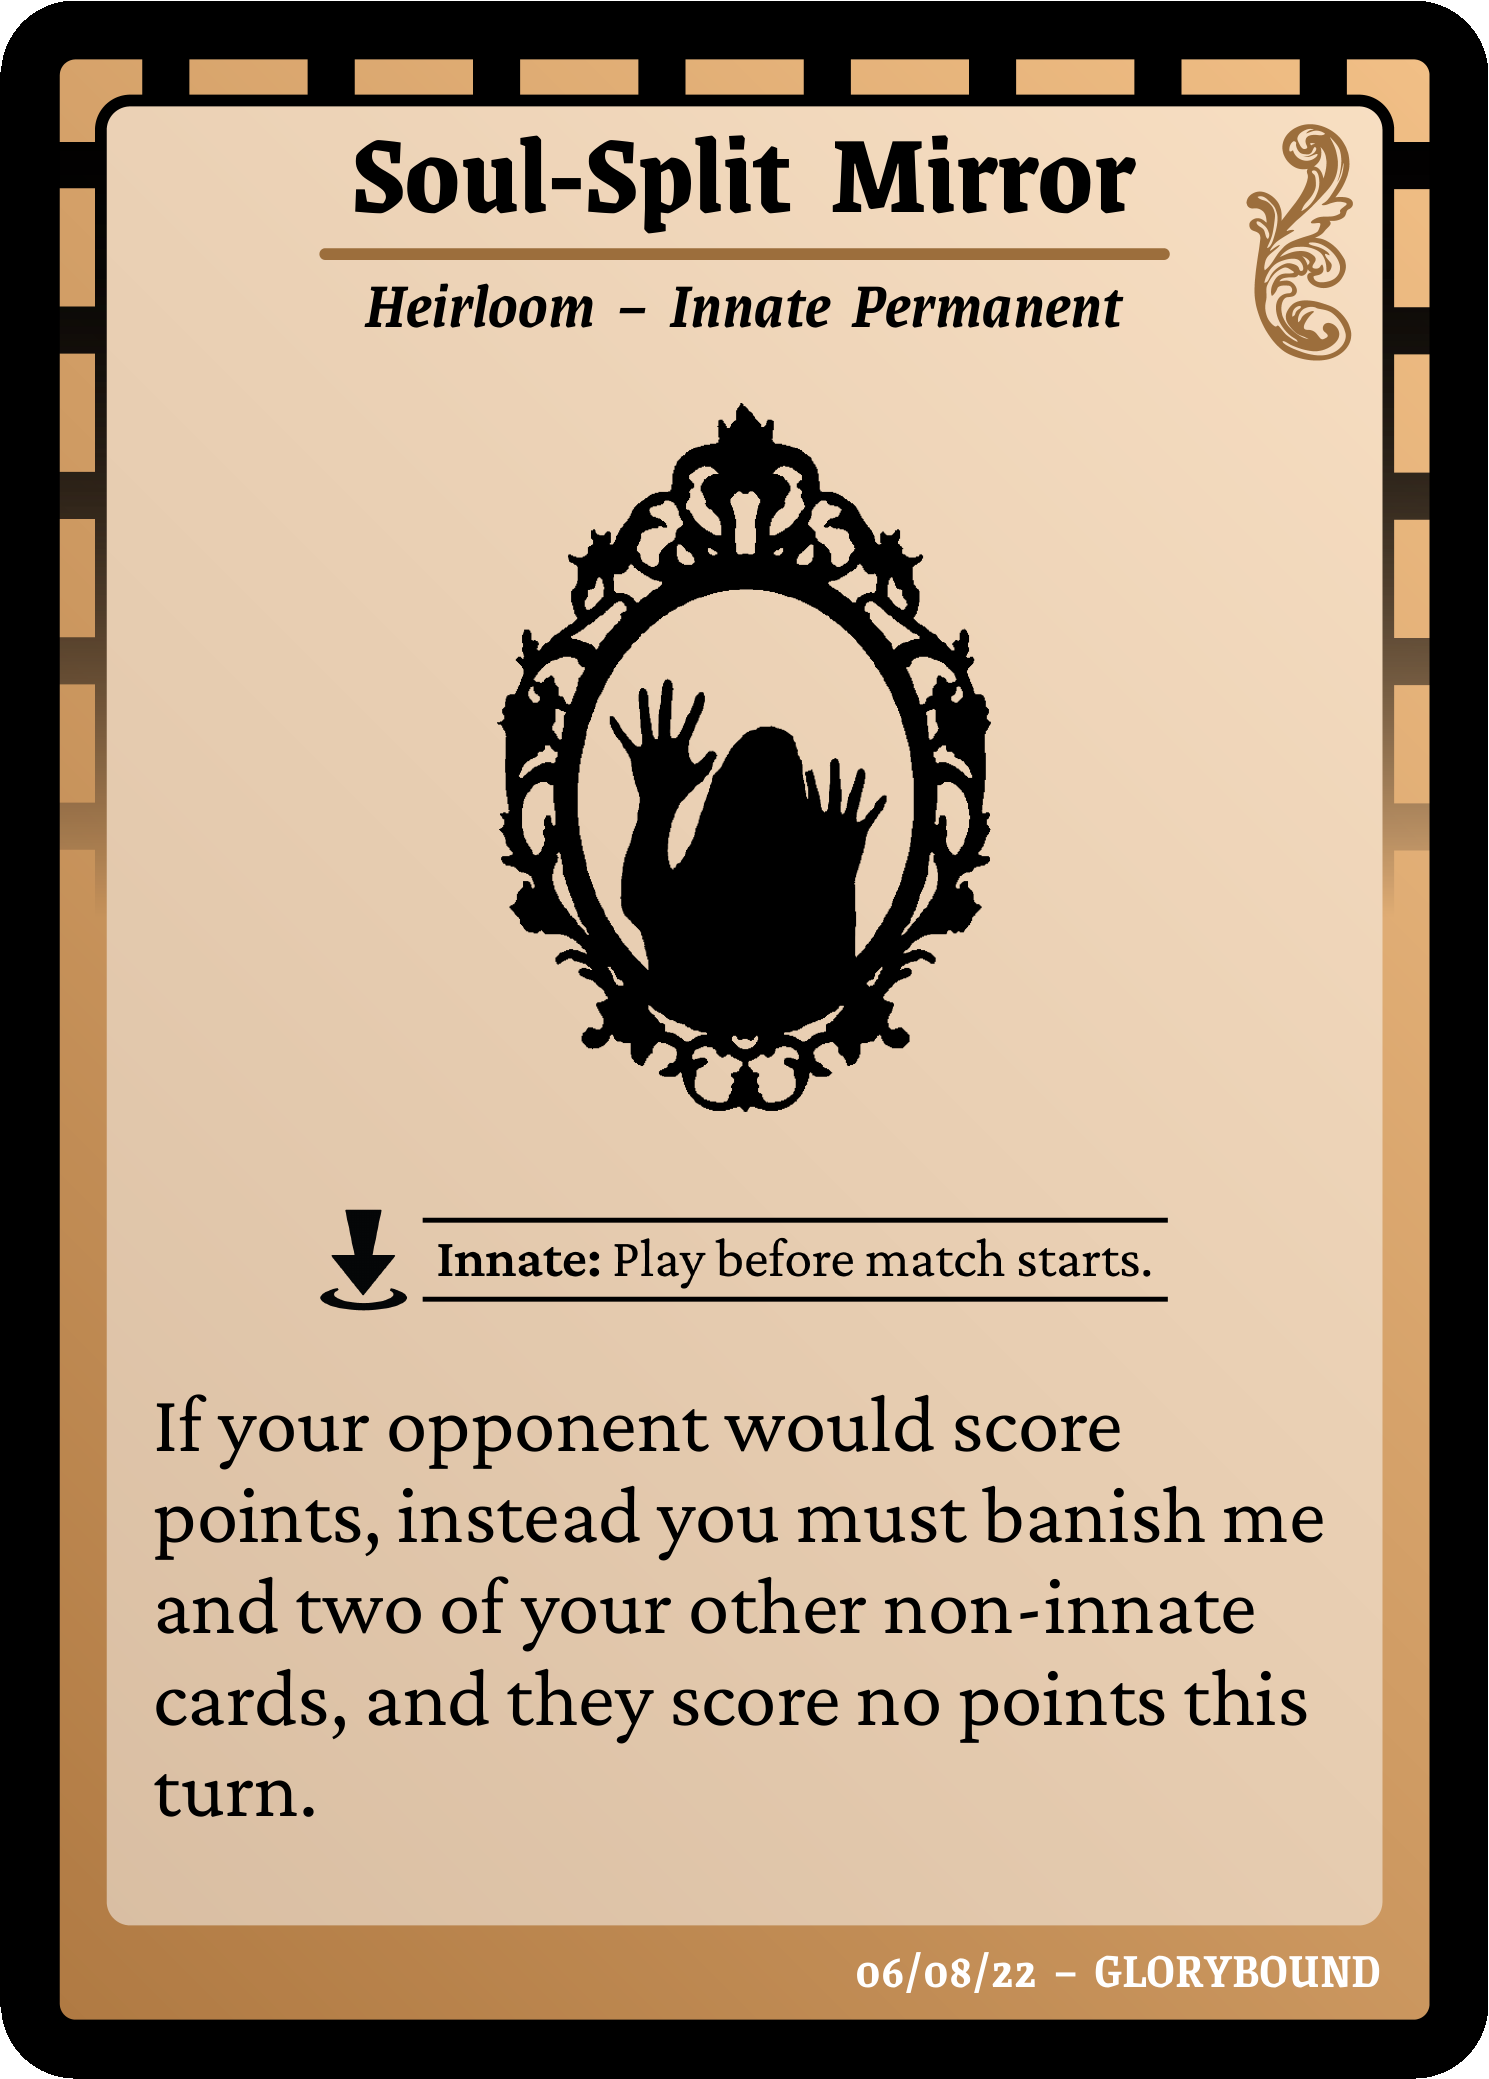 Soul-Split Mirror
Heirloom – Innate Permanent
Innate: Play before match starts.
If your opponent would score
points, instead you must banish me
and two of your other non-innate
cards, and they score no points this
turn.
06/08/22 – GLORYBOUND